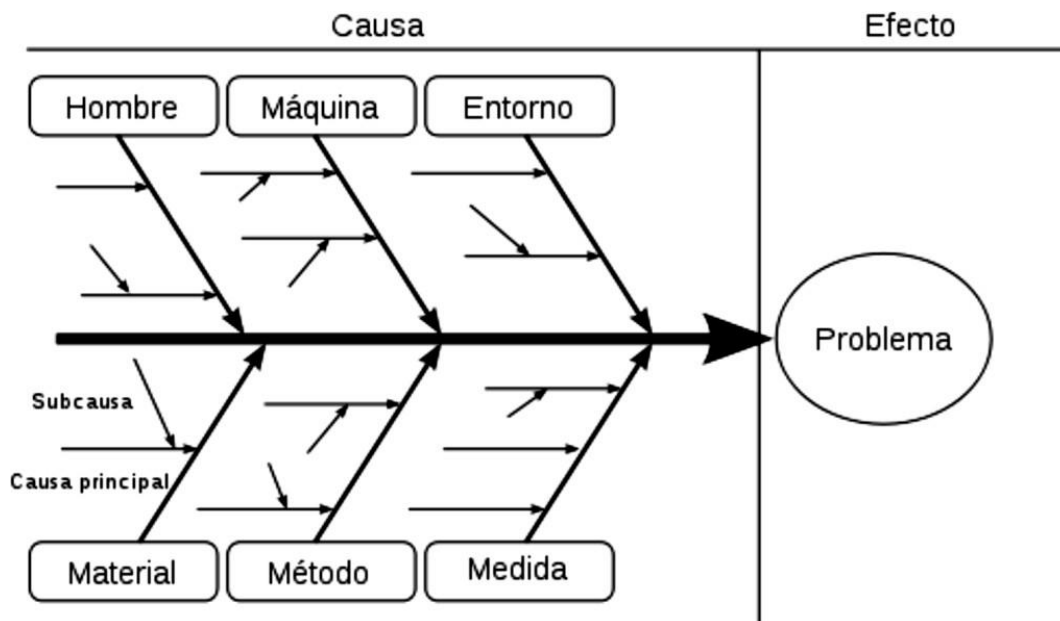 Causa
Efecto
Hombre
Máquina
Entorno
Problema
Subcausa
Causa principal
Material
Método
Medida